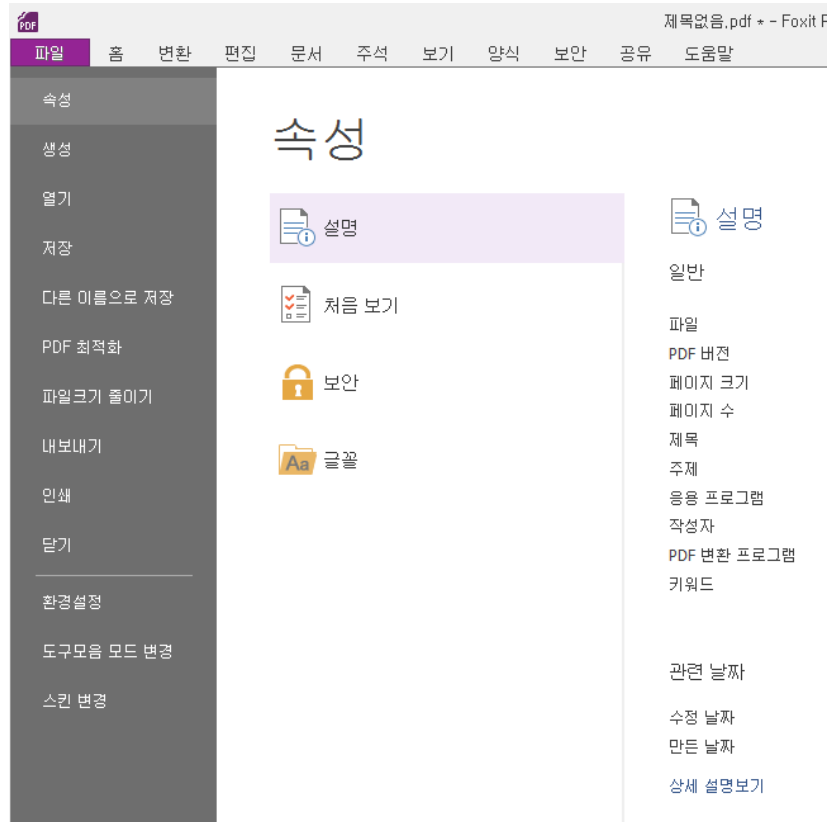 PDF
제목없음.pdf * - Foxit P
파일 홈 변환 편집 문서 주석 보기 양식 보안 공유 도움말
속성
생성
열기
저장
다른 이름으로 저장
PDF 최적화
파일크기 줄이기
내보내기
인쇄
닫기
환경설정
도구모음 모드 변경
스킨 변경
속성
설명
처음 보기
보안
Aa 글꼴
설명
일반
파일
PDF 버전
페이지 크기
페이지 수
제목
주제
응용 프로그램
작성자
PDF 변환 프로그램
키워드
관련 날짜
수정 날짜
만든 날짜
상세 설명보기